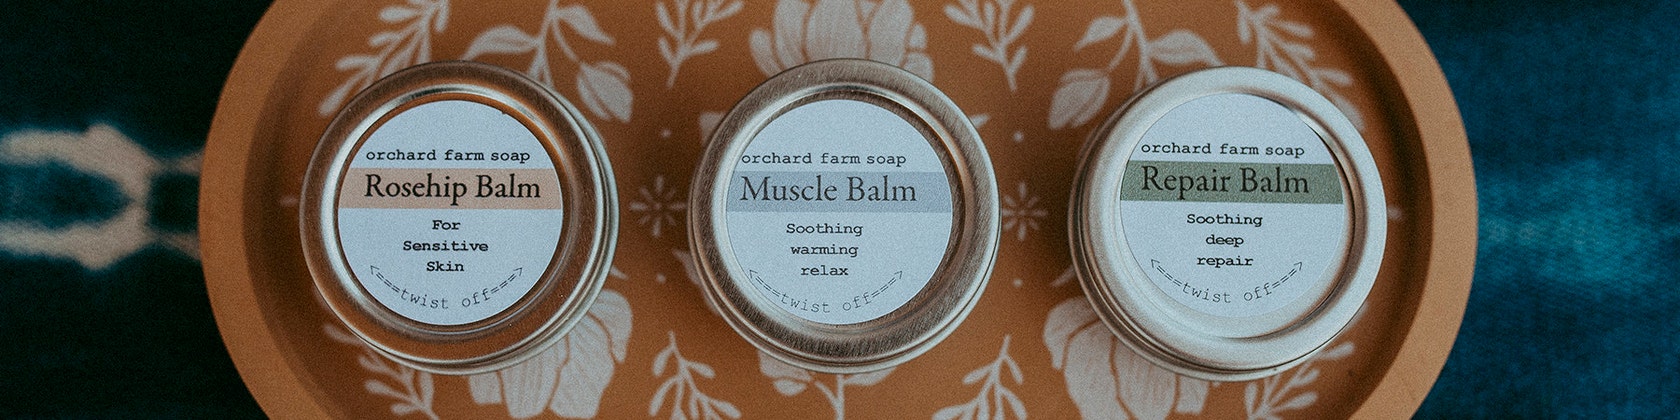 orchard farm soap
Rosehip Balm
For
Sensitive
Skin
<===twist off===>
orchard farm soap
Muscle Balm
Soothing
warming
relax
<===twist off===>
orchard farm soap
Repair Balm
Soothing
deep
repair
<===twist off===>